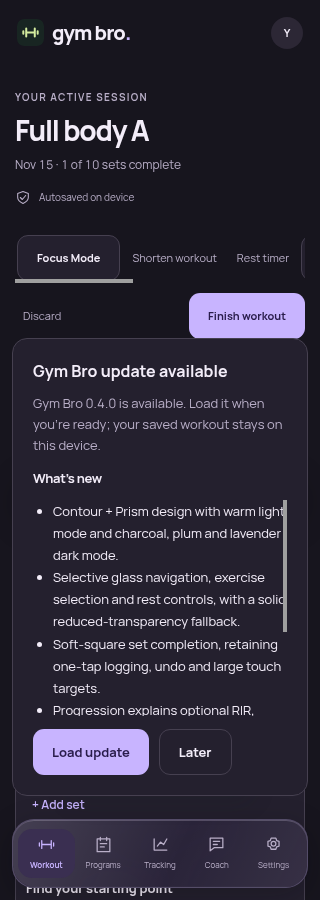 gym bro.
Y
YOUR ACTIVE SESSION
Full body A
Nov 15 · 1 of 10 sets complete
Autosaved on device
Focus Mode
Shorten workout
Rest timer
Discard
Finish workout
Gym Bro update available
Gym Bro 0.4.0 is available. Load it when
you're ready; your saved workout stays on
this device.
What's new
Contour + Prism design with warm light
mode and charcoal, plum and lavender
dark mode.
Selective glass navigation, exercise
selection and rest controls, with a solid
reduced-transparency fallback.
Soft-square set completion, retaining
one-tap logging, undo and large touch
targets.
Progression explains optional RIR,
Load update
Later
+ Add set
Workout
Programs
Tracking
Coach
Settings
Find your starting point